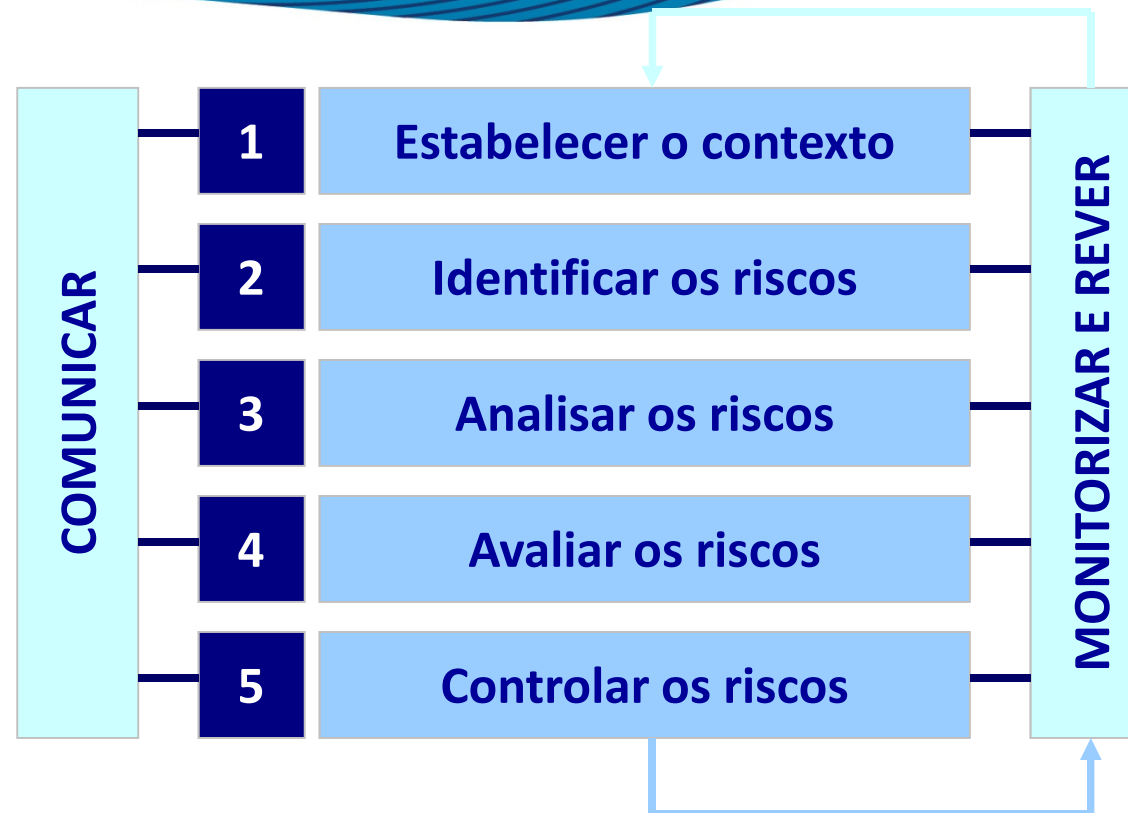 COMUNICAR
1
Estabelecer o contexto
2
Identificar os riscos
3
Analisar os riscos
4
Avaliar os riscos
5
Controlar os riscos
MONITORIZAR E REVER